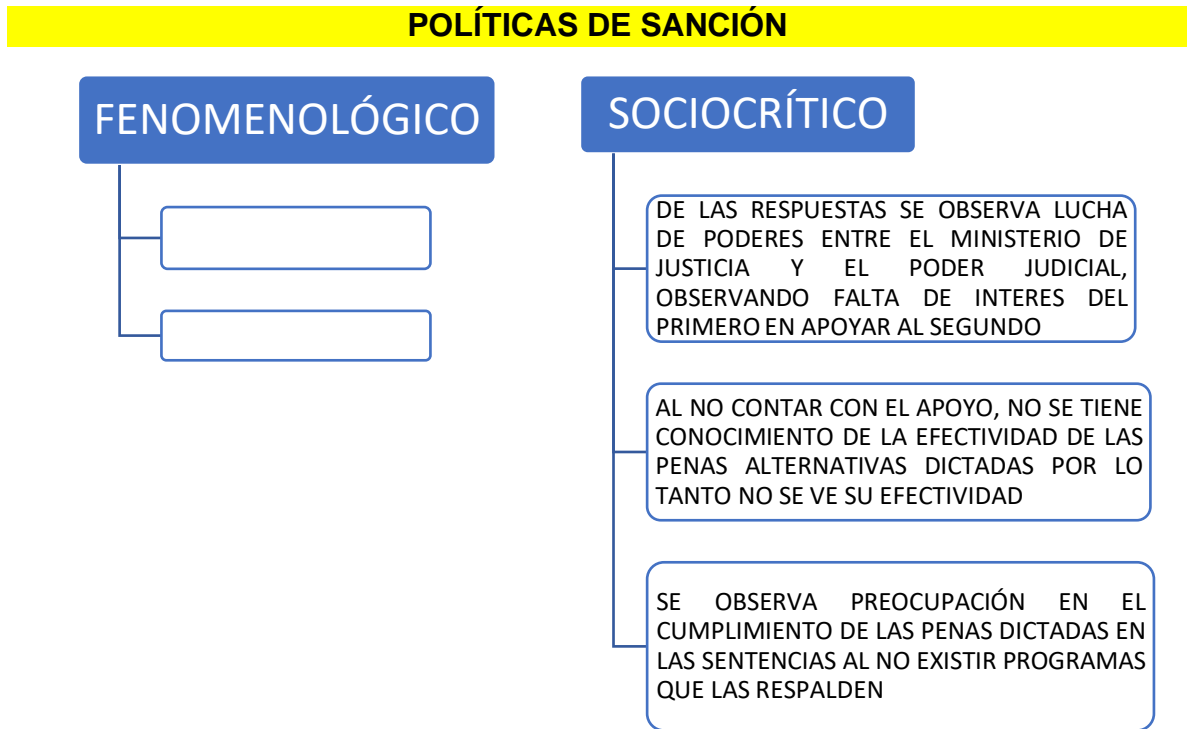 POLÍTICAS DE SANCIÓN
FENOMENOLÓGICO
SOCIOCRÍTICO
DE LAS RESPUESTAS SE OBSERVA LUCHA
DE PODERES ENTRE EL MINISTERIO DE
JUSTICIA Y EL PODER JUDICIAL,
OBSERVANDO FALTA DE INTERES DEL
PRIMERO EN APOYAR AL SEGUNDO
AL NO CONTAR CON EL APOYO, NO SE TIENE
CONOCIMIENTO DE LA EFECTIVIDAD DE LAS
PENAS ALTERNATIVAS DICTADAS POR LO
TANTO NO SE VE SU EFECTIVIDAD
SE OBSERVA PREOCUPACIÓN EN EL
CUMPLIMIENTO DE LAS PENAS DICTADAS EN
LAS SENTENCIAS AL NO EXISTIR PROGRAMAS
QUE LAS RESPALDEN